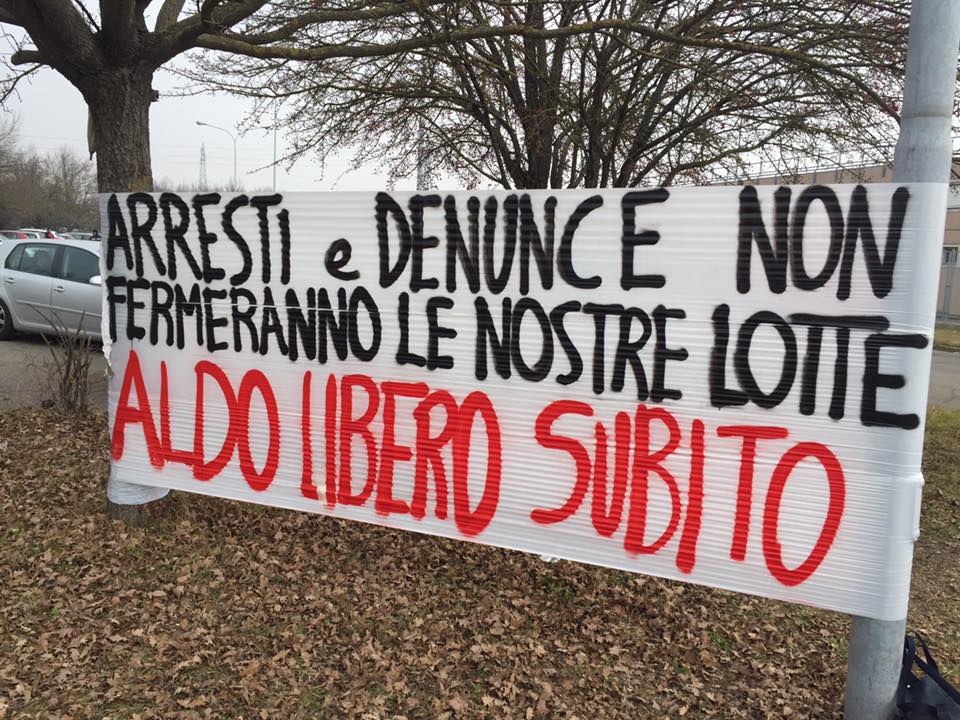 ARRESTI e DENUNCE NON
FERMERANNO LE NOSTRE LOTTE
ALDO LIBERO SUBITO